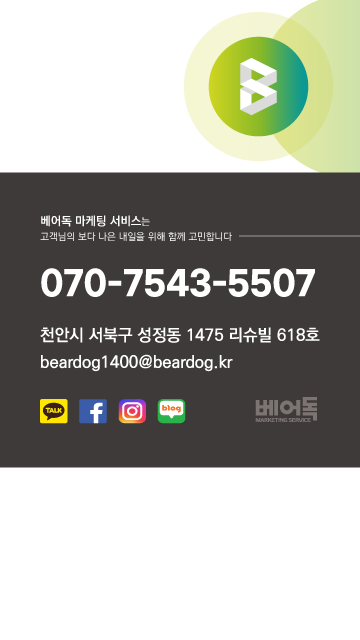 B
베어독 마케팅 서비스는
고객님의 보다 나은 내일을 위해 함께 고민합니다
070-7543-5507
천안시 서북구 성정동 1475 리슈빌 618호
beardog1400@beardog.kr
TALK
f
blog
베어독
MARKETING SERVICE